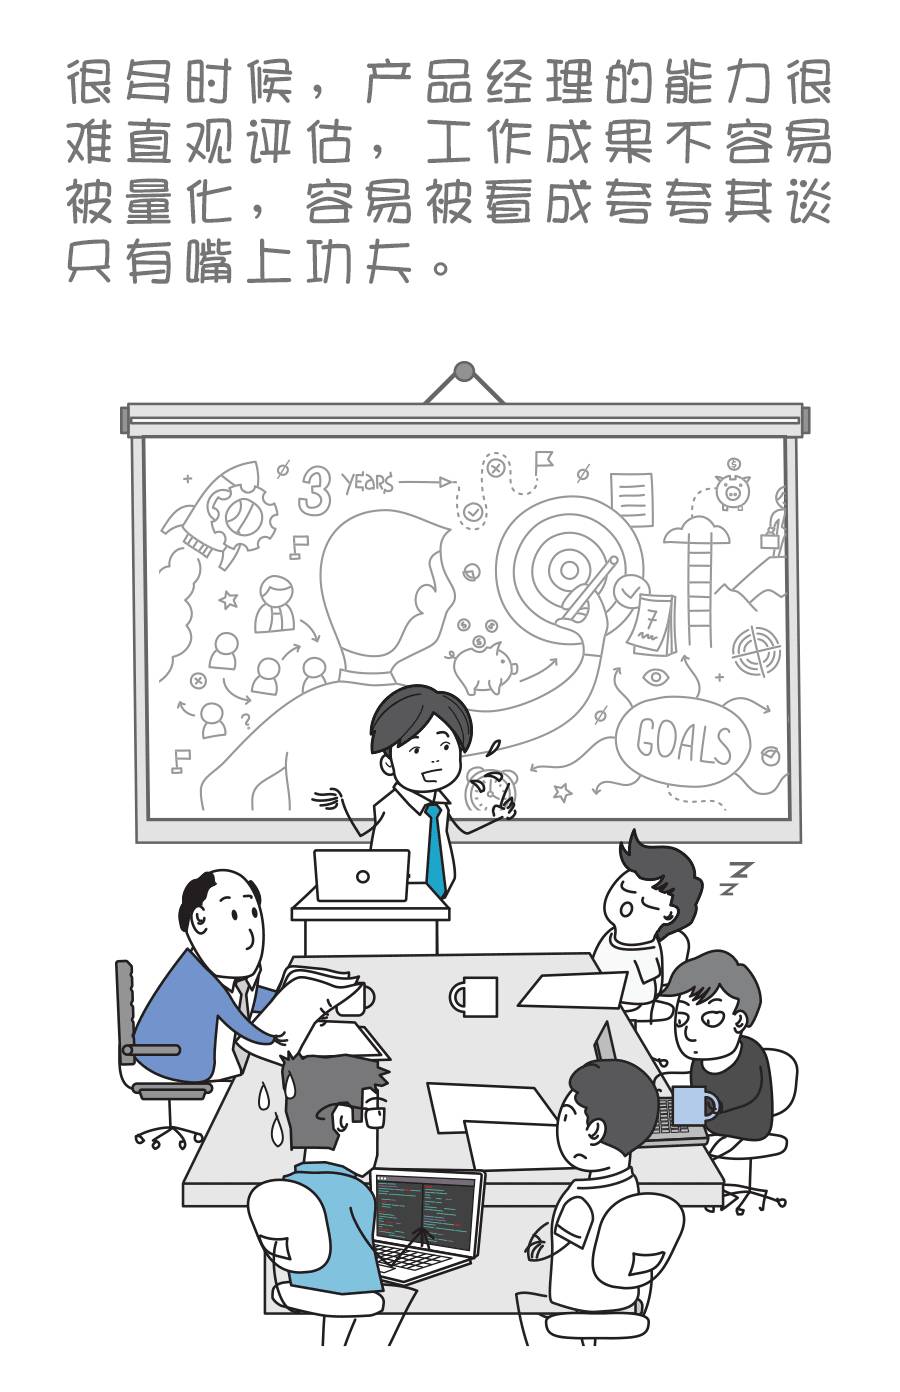 很多时候，产品经理的能力很
难直观评估，工作成果不容易
被量化，容易被看成夸夸其谈
只有嘴上功夫。
3 YEARS
7
?
GOALS
ZZ